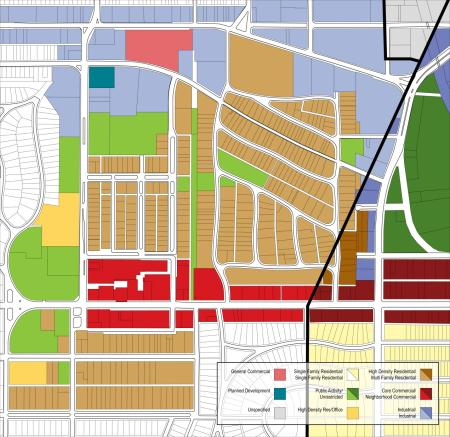 General Commercial
Single Family Residential
Single Family Residential
High Density Residential
Multi Family Residential
Planned Development
Public Activity/
Unrestricted
Core Commercial
Neighborhood Commercial
Unspecified
High Density Res/Office
Industrial
Industrial